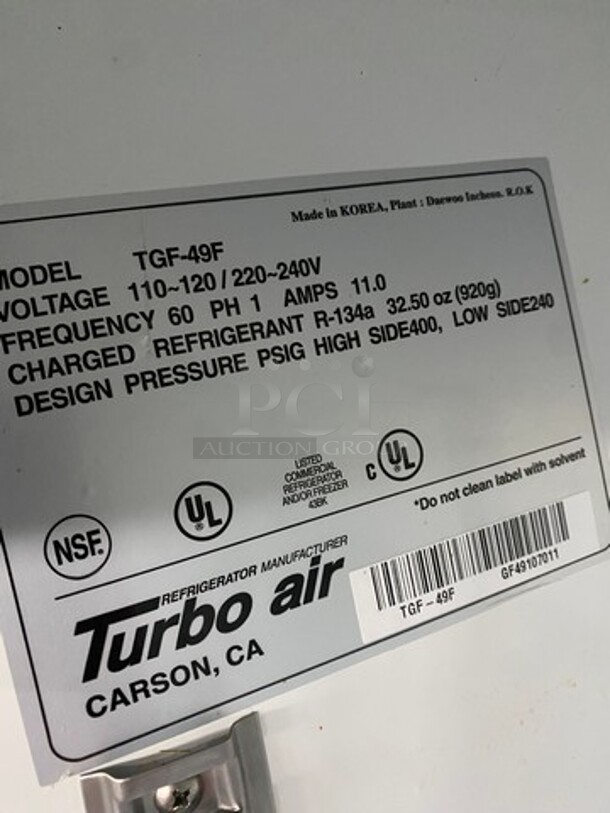 Made in KOREA, Plant : Daewoo Incheon. R.O.K
MODEL TGF-49F
VOLTAGE 110~120 / 220~240V
FREQUENCY 60 PH 1 AMPS 11.0
CHARGED REFRIGERANT R-134a 32.50 oz (920g)
DESIGN PRESSURE PSIG HIGH SIDE400, LOW SIDE240
PCI
AUCTION GROUP
NSF.
UL
LISTED
COMMERCIAL
REFRIGERATOR
AND/OR FREEZER
43BK
C UL
*Do not clean label with solvent
REFRIGERATOR MANUFACTURER
Turbo air
CARSON, CA
TGF-49F GF49107011